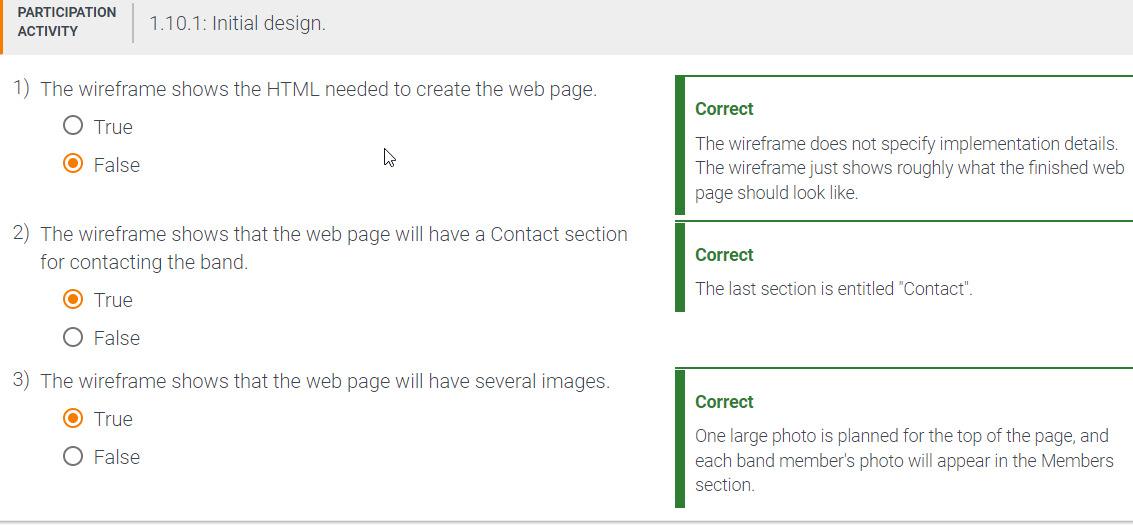 PARTICIPATION
ACTIVITY
1.10.1: Initial design.
1) The wireframe shows the HTML needed to create the web page.
True
False
Correct
The wireframe does not specify implementation details.
The wireframe just shows roughly what the finished web
page should look like.
2) The wireframe shows that the web page will have a Contact section
for contacting the band.
True
False
Correct
The last section is entitled "Contact".
3) The wireframe shows that the web page will have several images.
True
False
Correct
One large photo is planned for the top of the page, and
each band member's photo will appear in the Members
section.